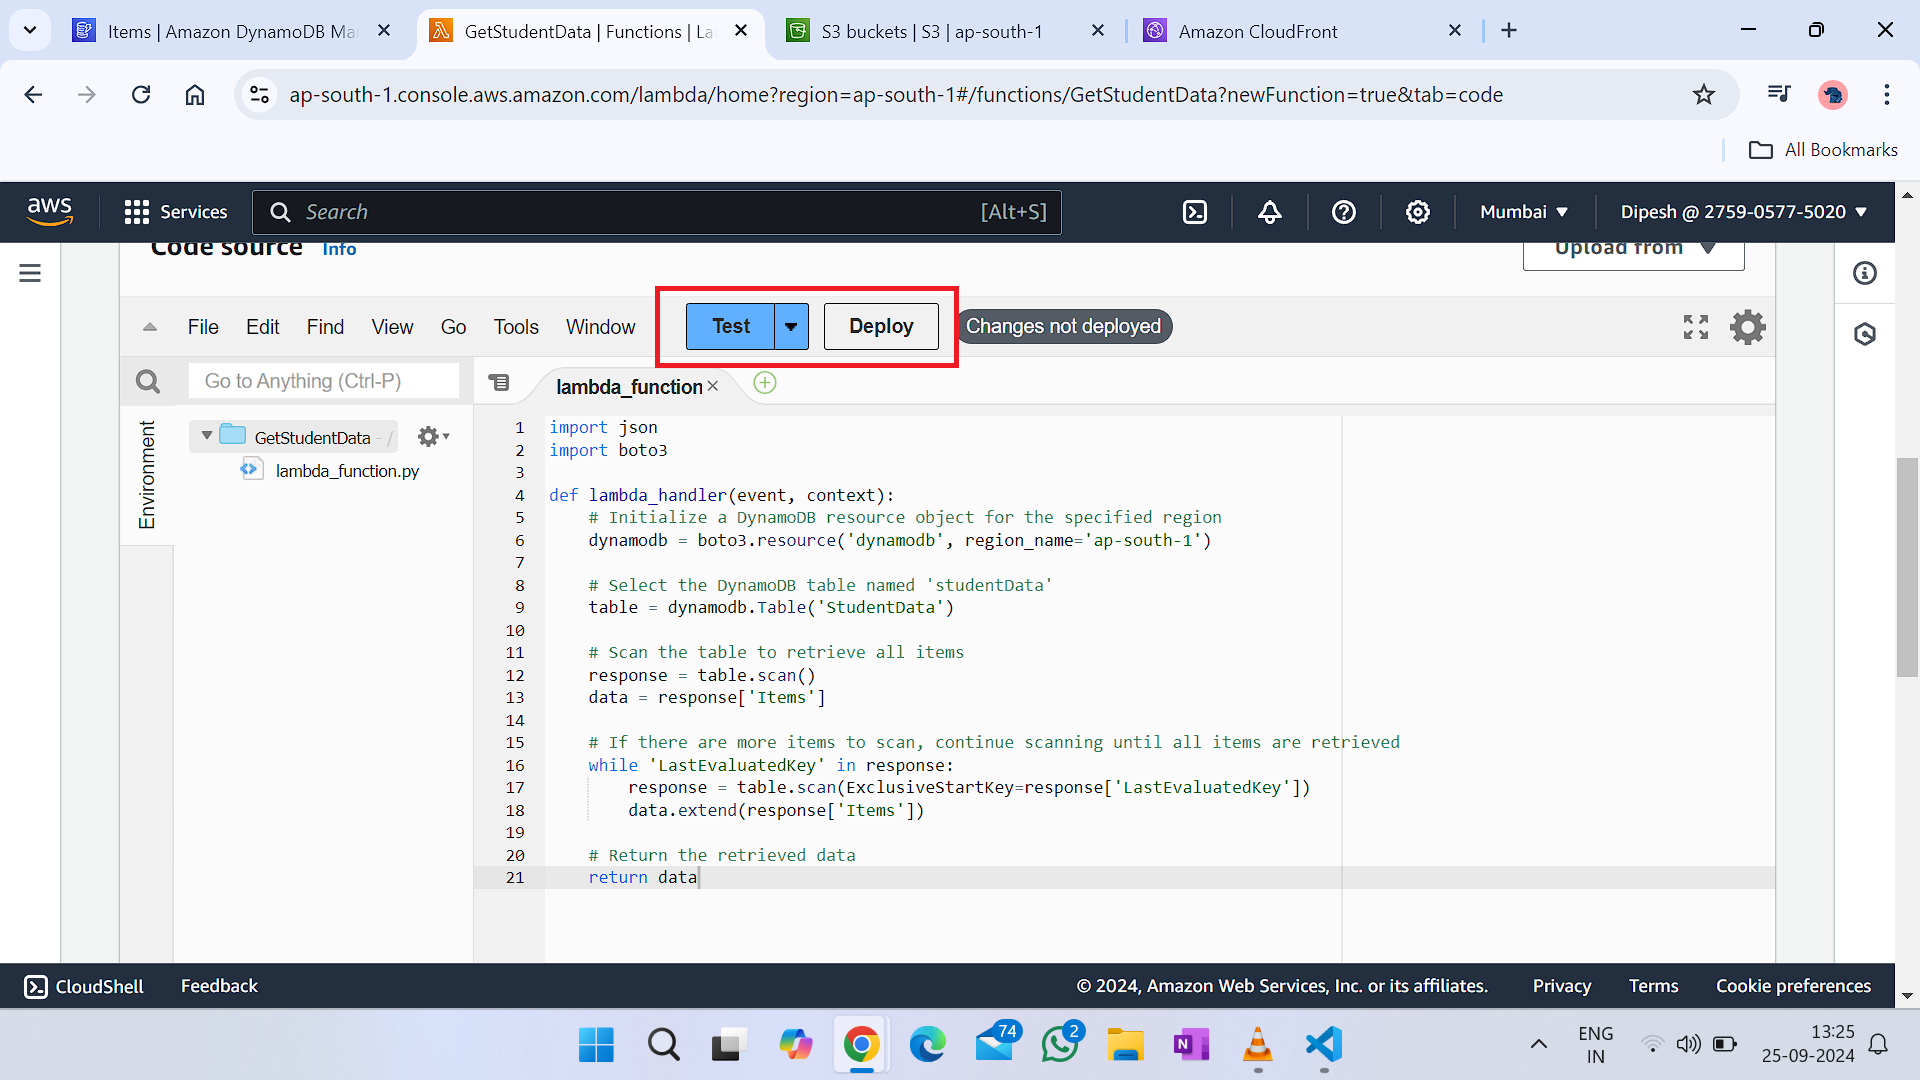 Items | Amazon DynamoDB Ma
GetStudentData | Functions | La
S3 buckets | S3 | ap-south-1
Amazon CloudFront
ap-south-1.console.aws.amazon.com/lambda/home?region=ap-south-1#/functions/GetStudentData?newFunction=true&tab=code
All Bookmarks
aws
Services
Search
[Alt+S]
Mumbai
Dipesh @ 2759-0577-5020
Code source
Info
Upload from
File
Edit
Find
View
Go
Tools
Window
Test
Deploy
Changes not deployed
Go to Anything (Ctrl-P)
lambda_function
Environment
GetStudentData - /
lambda_function.py
1 import json
2 import boto3
3
4 def lambda_handler(event, context):
5 # Initialize a DynamoDB resource object for the specified region
6 dynamodb = boto3.resource('dynamodb', region_name='ap-south-1')
7
8 # Select the DynamoDB table named 'studentData'
9 table = dynamodb.Table('StudentData')
10
11 # Scan the table to retrieve all items
12 response = table.scan()
13 data = response['Items']
14
15 # If there are more items to scan, continue scanning until all items are retrieved
16 while 'LastEvaluatedKey' in response:
17 response = table.scan(ExclusiveStartKey=response['LastEvaluatedKey'])
18 data.extend(response['Items'])
19
20 # Return the retrieved data
21 return data
CloudShell
Feedback
© 2024, Amazon Web Services, Inc. or its affiliates.
Privacy
Terms
Cookie preferences
74
2
N
ENG
IN
13:25
25-09-2024